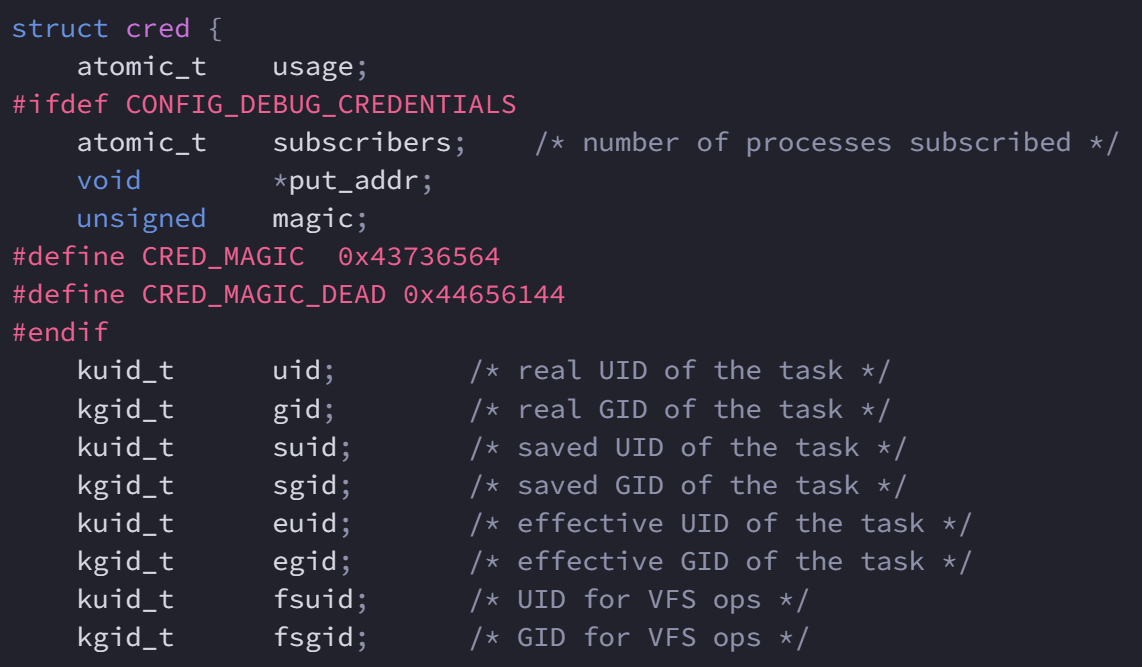 struct cred {
    atomic_t    usage;
#ifdef CONFIG_DEBUG_CREDENTIALS
    atomic_t    subscribers;    /* number of processes subscribed */
    void        *put_addr;
    unsigned    magic;
#define CRED_MAGIC  0x43736564
#define CRED_MAGIC_DEAD 0x44656144
#endif
    kuid_t      uid;        /* real UID of the task */
    kgid_t      gid;        /* real GID of the task */
    kuid_t      suid;       /* saved UID of the task */
    kgid_t      sgid;       /* saved GID of the task */
    kuid_t      euid;       /* effective UID of the task */
    kgid_t      egid;       /* effective GID of the task */
    kuid_t      fsuid;      /* UID for VFS ops */
    kgid_t      fsgid;      /* GID for VFS ops */